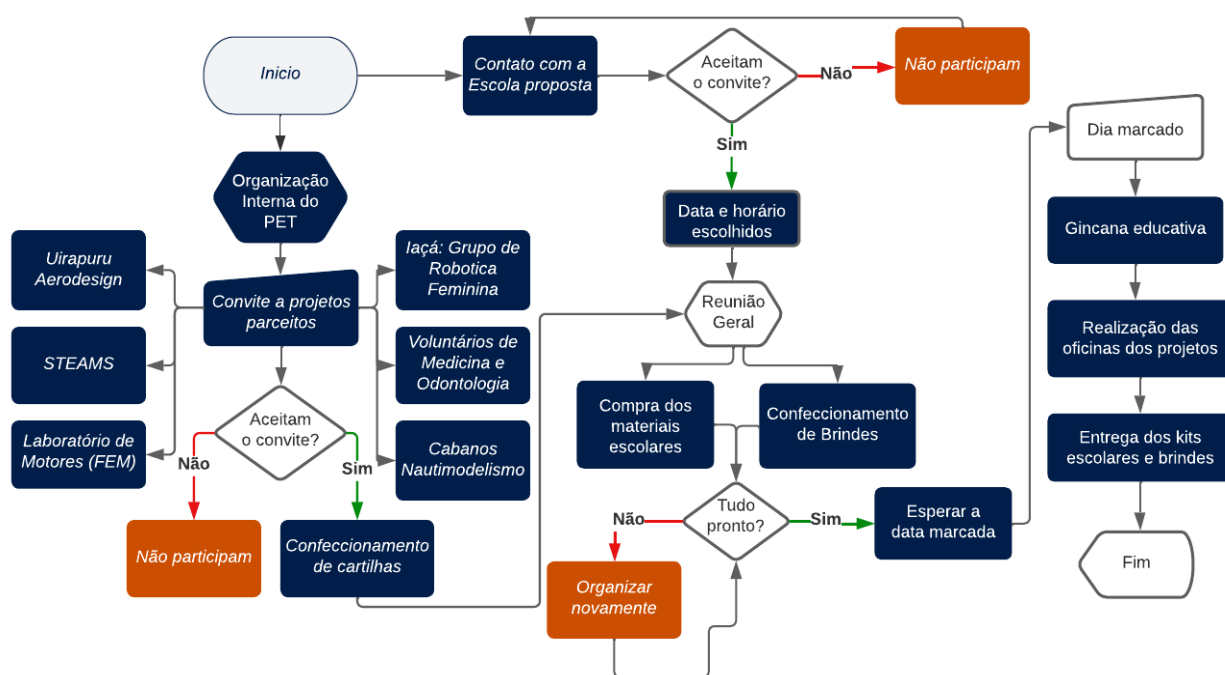 Inicio
Contato com a
Escola proposta
Aceitam
o convite?
Não
Não participam
Sim
Data e horário
escolhidos
Organização
Interna do
PET
Convite a projetos
parceitos
Uirapuru
Aerodesign
STEAMS
Laboratório de
Motores (FEM)
Iaçá: Grupo de
Robotica
Feminina
Voluntários de
Medicina e
Odontologia
Cabanos
Nautimodelismo
Aceitam
o convite?
Não
Sim
Não participam
Confeccionamento
de cartilhas
Reunião
Geral
Compra dos
materiais
escolares
Confeccionamento
de Brindes
Tudo
pronto?
Não
Sim
Organizar
novamente
Esperar a
data marcada
Dia marcado
Gincana educativa
Realização das
oficinas dos projetos
Entrega dos kits
escolares e brindes
Fim